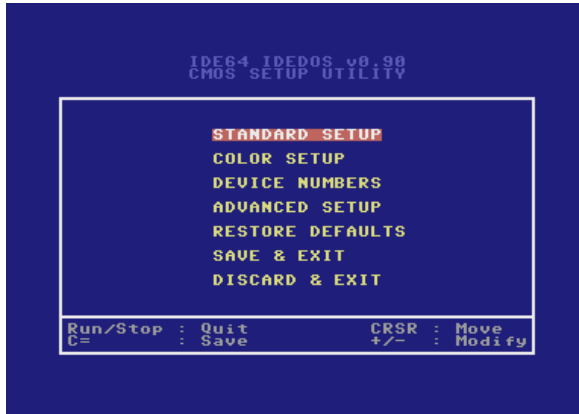 IDE64 IDEDOS v0.90
CMOS SETUP UTILITY
STANDARD SETUP
COLOR SETUP
DEVICE NUMBERS
ADVANCED SETUP
RESTORE DEFAULTS
SAVE & EXIT
DISCARD & EXIT
Run/Stop : Quit CRSR : Move
C= : Save +/- : Modify